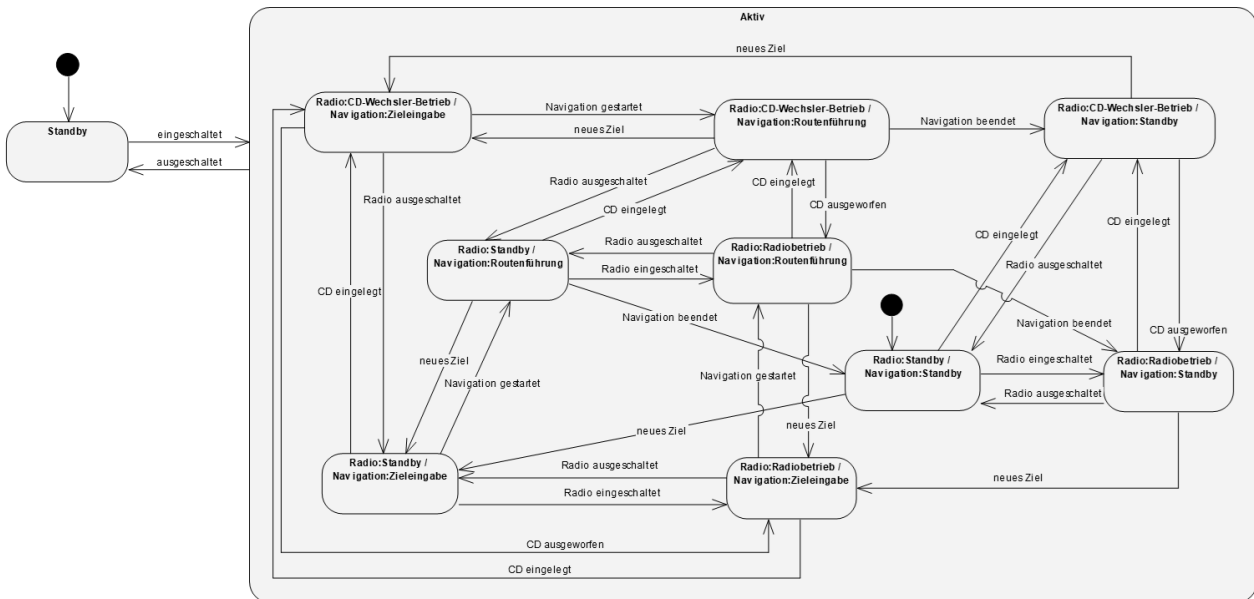 Aktiv
neues Ziel
Radio:CD-Wechsler-Betrieb /
Navigation:Zieleingabe
Navigation gestartet
neues Ziel
Radio:CD-Wechsler-Betrieb /
Navigation:Routenführung
Navigation beendet
Radio:CD-Wechsler-Betrieb /
Navigation:Standby
Standby
eingeschaltet
ausgeschaltet
Radio ausgeschaltet
Radio ausgeschaltet
CD eingelegt
CD eingelegt
CD ausgeworfen
CD eingelegt
CD eingelegt
Radio ausgeschaltet
Radio:Standby /
Navigation:Routenführung
Radio ausgeschaltet
Radio eingeschaltet
Radio:Radiobetrieb /
Navigation:Routenführung
CD eingelegt
Navigation beendet
Navigation beendet
CD ausgeworfen
neues Ziel
Navigation gestartet
Navigation gestartet
Radio:Standby /
Navigation:Standby
Radio eingeschaltet
Radio ausgeschaltet
Radio:Radiobetrieb /
Navigation:Standby
neues Ziel
neues Ziel
Radio:Standby /
Navigation:Zieleingabe
Radio ausgeschaltet
Radio eingeschaltet
Radio:Radiobetrieb /
Navigation:Zieleingabe
neues Ziel
CD ausgeworfen
CD eingelegt